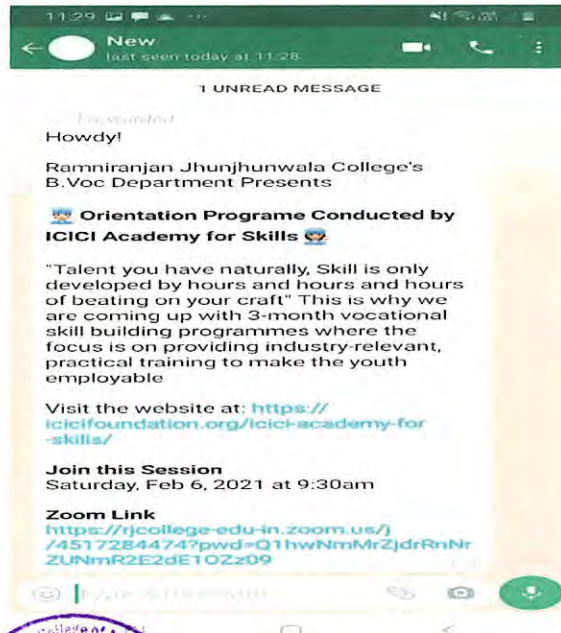 11:29
New
last seen today at 11:28
1 UNREAD MESSAGE
Forwarded
Howdy!
Ramniranjan Jhunjhunwala College's
B.Voc Department Presents
Orientation Programe Conducted by
ICICI Academy for Skills
"Talent you have naturally, Skill is only
developed by hours and hours and hours
of beating on your craft" This is why we
are coming up with 3-month vocational
skill building programmes where the
focus is on providing industry-relevant,
practical training to make the youth
employable
Visit the website at: https://
icicifoundation.org/icici-academy-for
-skills/
Join this Session
Saturday, Feb 6, 2021 at 9:30am
Zoom Link
https://rjcollege-edu-in.zoom.us/j
/4517284474?pwd=Q1hwNmMrZjdrRnNr
ZUNmR2E2dE1OZz09
Type a message
College of